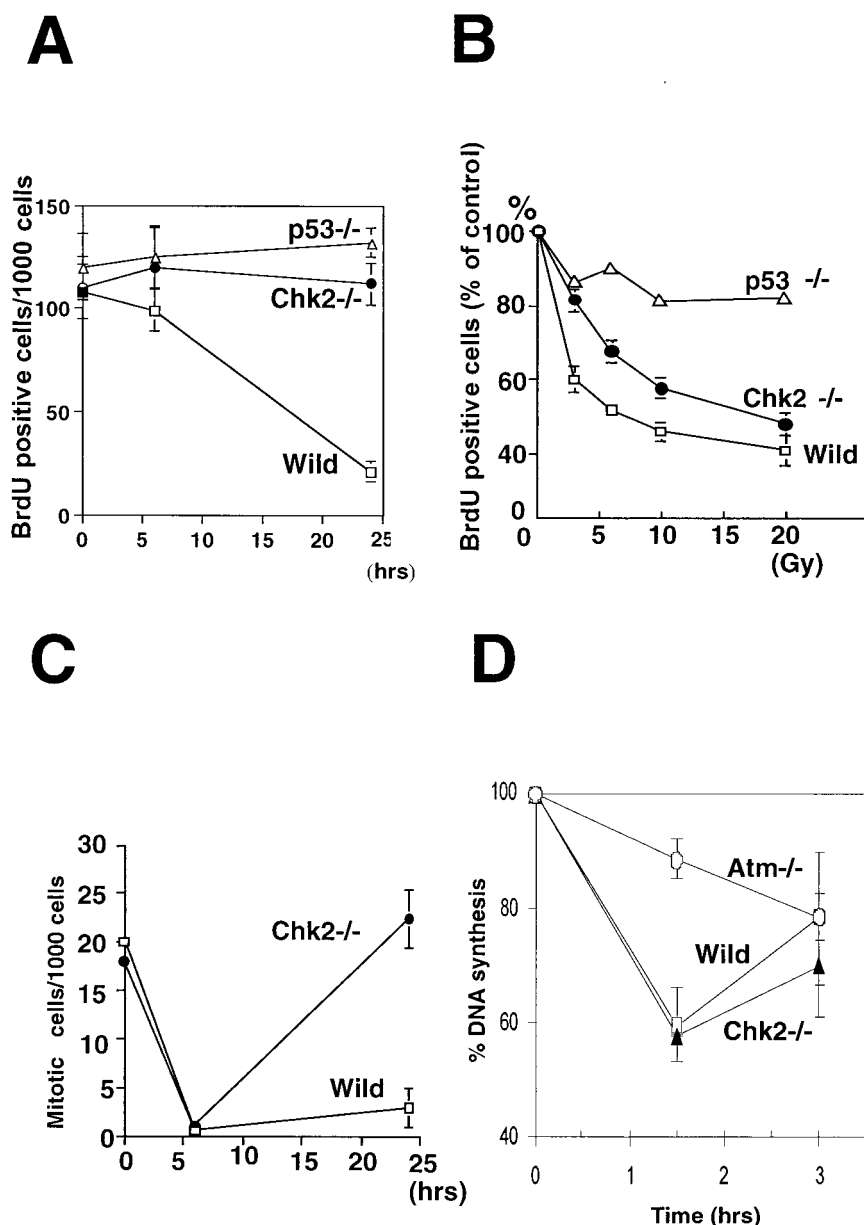 A
BrdU positive cells/1000 cells
150
100
50
0
p53-/-
Chk2-/-
Wild
0 5 10 15 20 25
(hrs)
B
BrdU positive cells (% of control)
%
100
80
60
40
0
p53 -/-
Chk2 -/-
Wild
0 5 10 15 20
(Gy)
C
Mitotic cells/1000 cells
30
25
20
15
10
5
0
Chk2-/-
Wild
0 5 10 15 20 25
(hrs)
D
% DNA synthesis
100
80
60
40
Atm-/-
Wild
Chk2-/-
0 1 2 3
Time (hrs)